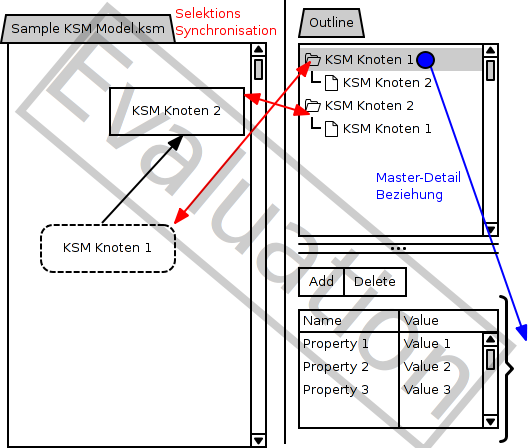 Selektions
Synchronisation
Sample KSM Model.ksm
Outline
KSM Knoten 1
KSM Knoten 2
KSM Knoten 2
KSM Knoten 1
KSM Knoten 2
KSM Knoten 1
Master-Detail
Beziehung
...
Add
Delete
Name Value
Property 1 Value 1
Property 2 Value 2
Property 3 Value 3
Evaluation